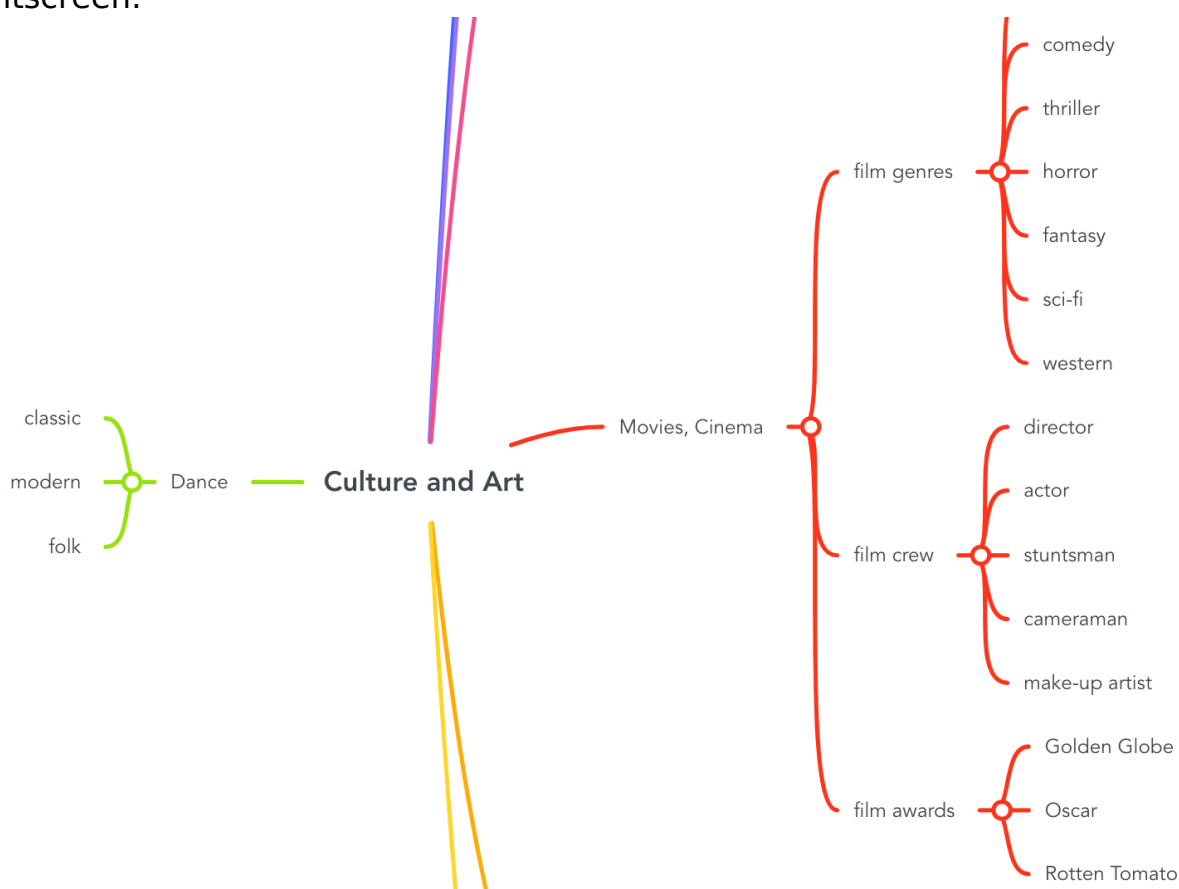 ntscreen.
comedy
thriller
film genres
horror
fantasy
sci-fi
western
classic
Movies, Cinema
director
modern
Dance
Culture and Art
actor
folk
film crew
stuntsman
cameraman
make-up artist
Golden Globe
film awards
Oscar
Rotten Tomato